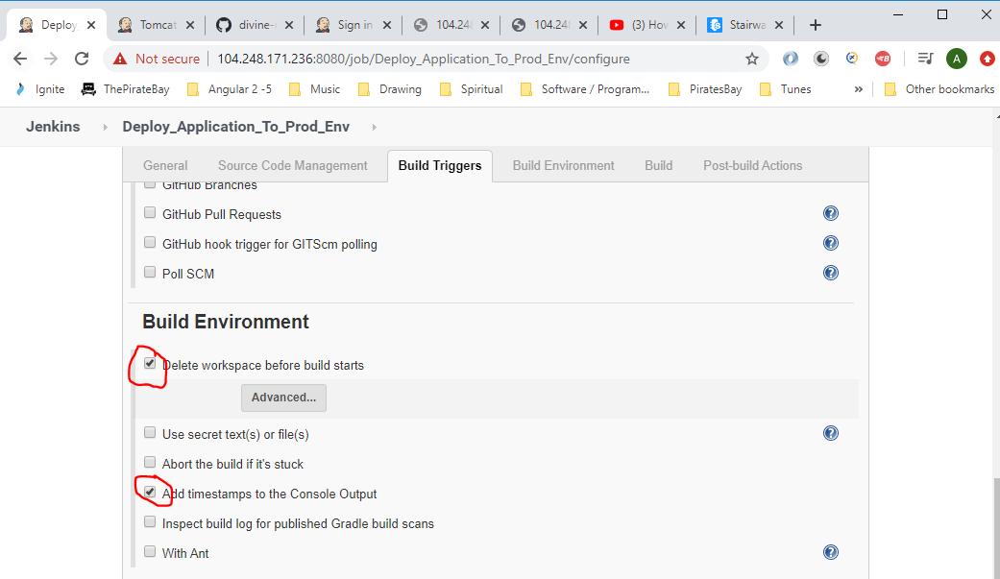 Deploy
Tomcat
divine-
Sign in
104.248
104.248
(3) How
Stairwa
Not secure
104.248.171.236:8080/job/Deploy_Application_To_Prod_Env/configure
A
Ignite
ThePirateBay
Angular 2 -5
Music
Drawing
Spiritual
Software / Program...
PiratesBay
Tunes
»
Other bookmarks
Jenkins
Deploy_Application_To_Prod_Env
General
Source Code Management
Build Triggers
Build Environment
Build
Post-build Actions
GitHub Branches
GitHub Pull Requests
GitHub hook trigger for GITScm polling
Poll SCM
Build Environment
Delete workspace before build starts
Advanced...
Use secret text(s) or file(s)
Abort the build if it's stuck
Add timestamps to the Console Output
Inspect build log for published Gradle build scans
With Ant